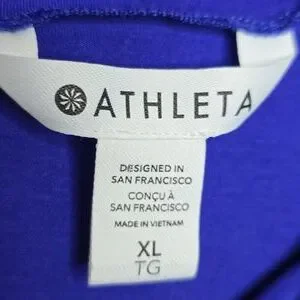 ATHLETA
DESIGNED IN
SAN FRANCISCO
CONÇU À
SAN FRANCISCO
MADE IN VIETNAM
XL
TG